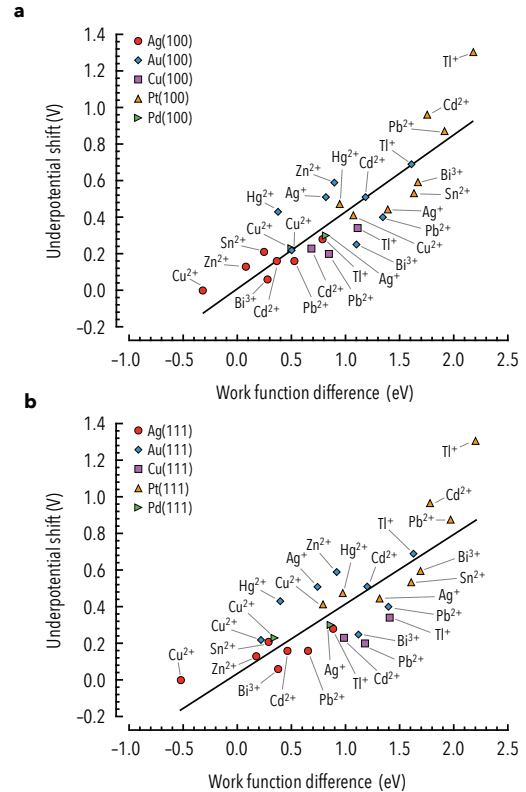 a
Underpotential shift (V)
1.4
1.2
1.0
0.8
0.6
0.4
0.2
0.0
−0.2
Ag(100)
Au(100)
Cu(100)
Pt(100)
Pd(100)
Tl⁺
Cd²⁺
Pb²⁺
Tl⁺
Hg²⁺ Cd²⁺
Zn²⁺
Bi³⁺
Ag⁺
Sn²⁺
Hg²⁺
Ag⁺
Cu²⁺
Cu²⁺
Pb²⁺
Sn²⁺
Tl⁺
Cu²⁺
Zn²⁺
Bi³⁺
Cu²⁺
Ag⁺
Tl⁺
Bi³⁺
Cd²⁺
Pb²⁺
Cd²⁺
Pb²⁺
−1.0 −0.5 0.0 0.5 1.0 1.5 2.0 2.5
Work function difference (eV)
b
Underpotential shift (V)
1.4
1.2
1.0
0.8
0.6
0.4
0.2
0.0
−0.2
Ag(111)
Au(111)
Cu(111)
Pt(111)
Pd(111)
Tl⁺
Cd²⁺
Pb²⁺
Tl⁺
Zn²⁺
Hg²⁺
Cd²⁺
Ag⁺
Bi³⁺
Cu²⁺
Sn²⁺
Hg²⁺
Ag⁺
Cu²⁺
Pb²⁺
Cu²⁺
Tl⁺
Sn²⁺
Bi³⁺
Cu²⁺
Zn²⁺
Ag⁺
Pb²⁺
Cd²⁺
Tl⁺
Bi³⁺
Cd²⁺
Pb²⁺
−1.0 −0.5 0.0 0.5 1.0 1.5 2.0 2.5
Work function difference (eV)